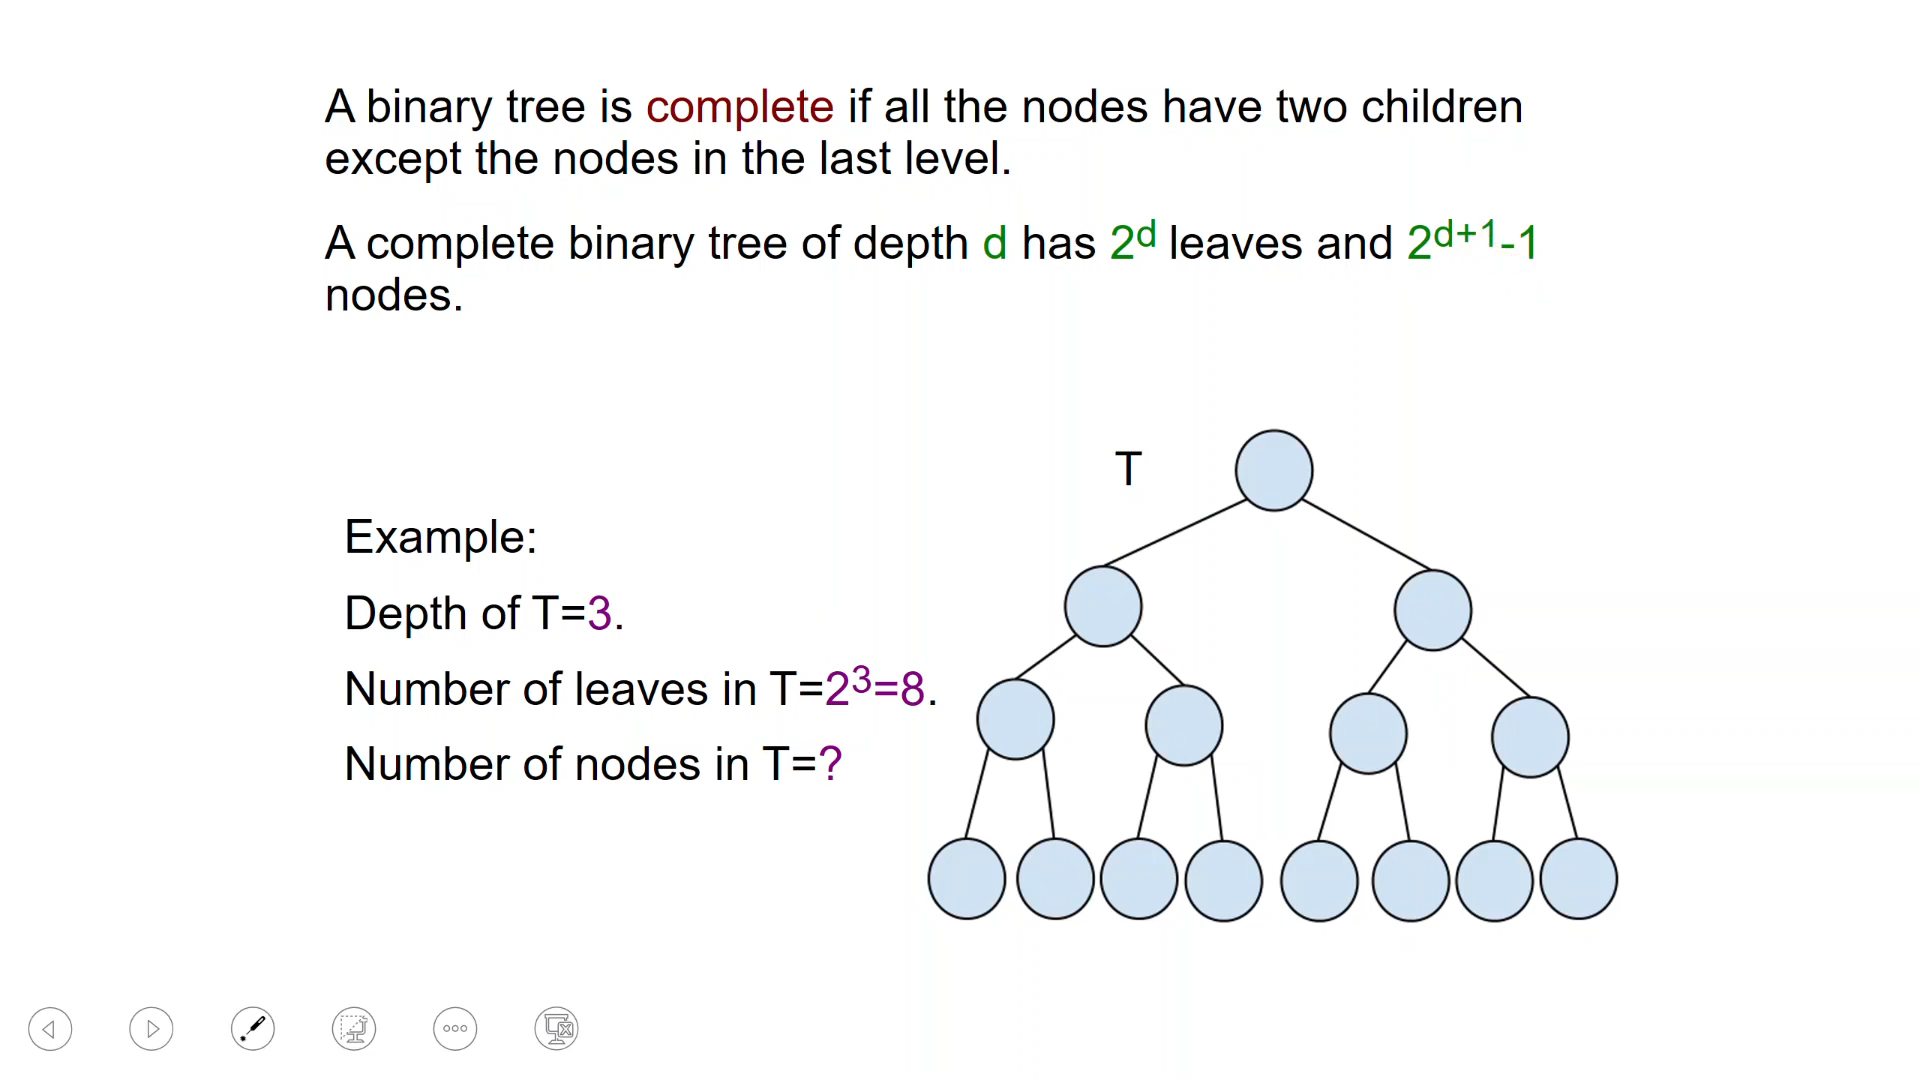 A binary tree is complete if all the nodes have two children
except the nodes in the last level.
A complete binary tree of depth d has 2ᵈ leaves and 2ᵈ⁺¹-1
nodes.
T
Example:
Depth of T=3.
Number of leaves in T=2³=8.
Number of nodes in T=?